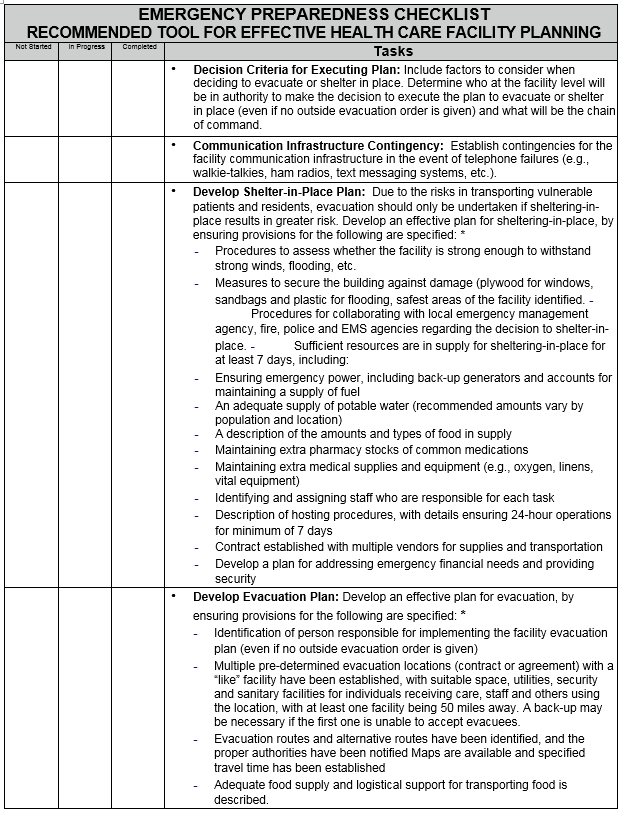 EMERGENCY PREPAREDNESS CHECKLIST
RECOMMENDED TOOL FOR EFFECTIVE HEALTH CARE FACILITY PLANNING
Not Started
In Progress
Completed
Tasks
• Decision Criteria for Executing Plan: Include factors to consider when
deciding to evacuate or shelter in place. Determine who at the facility level will
be in authority to make the decision to execute the plan to evacuate or shelter
in place (even if no outside evacuation order is given) and what will be the chain
of command.
• Communication Infrastructure Contingency: Establish contingencies for the
facility communication infrastructure in the event of telephone failures (e.g.,
walkie-talkies, ham radios, text messaging systems, etc.).
• Develop Shelter-in-Place Plan: Due to the risks in transporting vulnerable
patients and residents, evacuation should only be undertaken if sheltering-in-
place results in greater risk. Develop an effective plan for sheltering-in-place, by
ensuring provisions for the following are specified: *
- Procedures to assess whether the facility is strong enough to withstand
strong winds, flooding, etc.
- Measures to secure the building against damage (plywood for windows,
sandbags and plastic for flooding, safest areas of the facility identified. -
Procedures for collaborating with local emergency management
agency, fire, police and EMS agencies regarding the decision to shelter-in-
place. - Sufficient resources are in supply for sheltering-in-place for
at least 7 days, including:
- Ensuring emergency power, including back-up generators and accounts for
maintaining a supply of fuel
- An adequate supply of potable water (recommended amounts vary by
population and location)
- A description of the amounts and types of food in supply
- Maintaining extra pharmacy stocks of common medications
- Maintaining extra medical supplies and equipment (e.g., oxygen, linens,
vital equipment)
- Identifying and assigning staff who are responsible for each task
- Description of hosting procedures, with details ensuring 24-hour operations
for minimum of 7 days
- Contract established with multiple vendors for supplies and transportation
- Develop a plan for addressing emergency financial needs and providing
security
• Develop Evacuation Plan: Develop an effective plan for evacuation, by
ensuring provisions for the following are specified: *
- Identification of person responsible for implementing the facility evacuation
plan (even if no outside evacuation order is given)
- Multiple pre-determined evacuation locations (contract or agreement) with a
“like” facility have been established, with suitable space, utilities, security
and sanitary facilities for individuals receiving care, staff and others using
the location, with at least one facility being 50 miles away. A back-up may
be necessary if the first one is unable to accept evacuees.
- Evacuation routes and alternative routes have been identified, and the
proper authorities have been notified Maps are available and specified
travel time has been established
- Adequate food supply and logistical support for transporting food is
described.